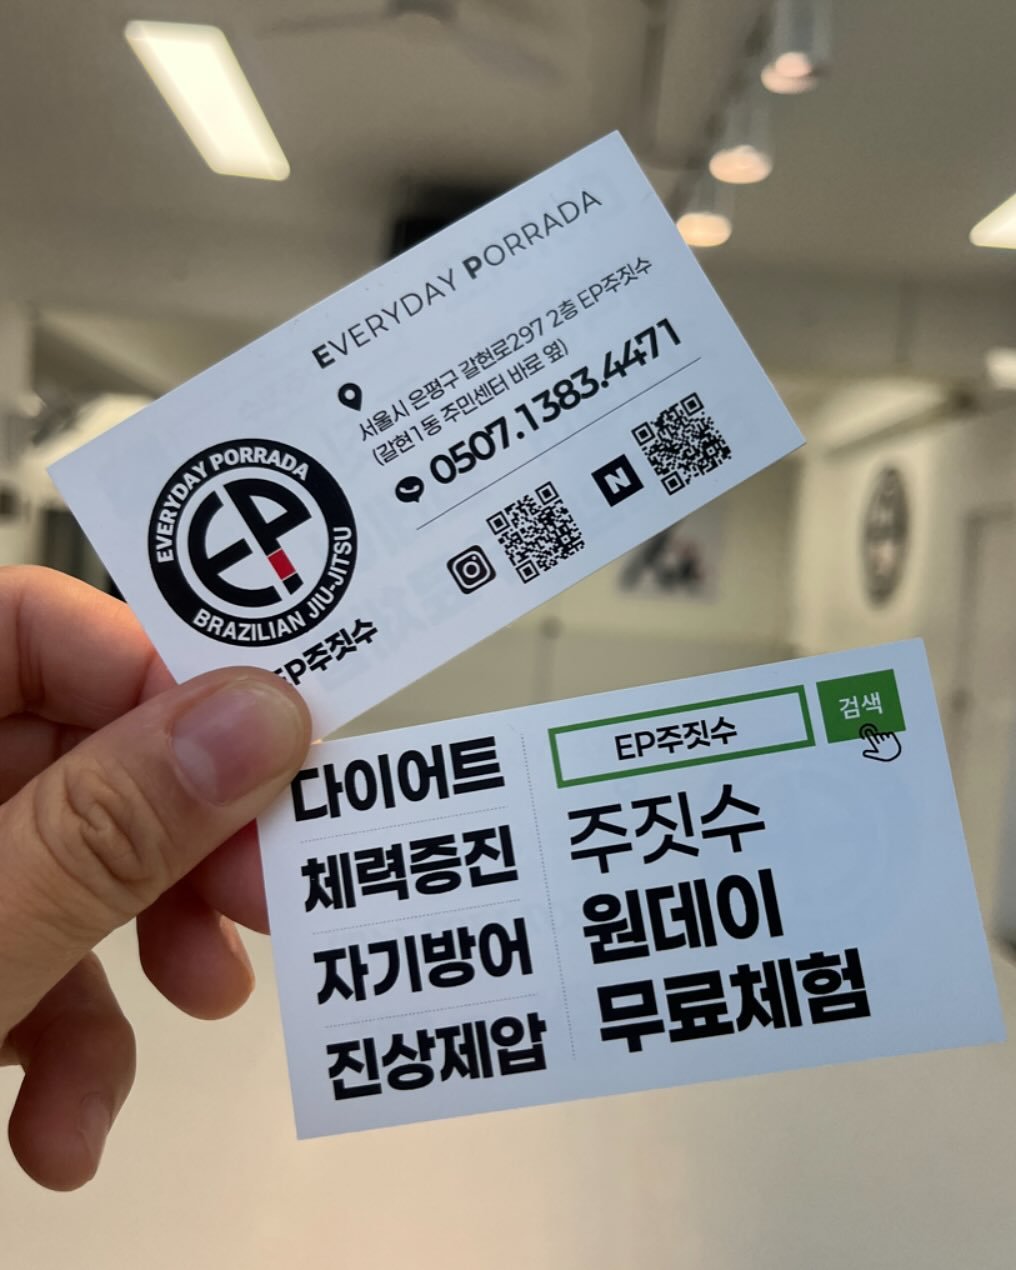 EVERYDAY PORRADA
서울시 은평구 갈현로297 2층 EP주짓수
(갈현1동 주민센터 바로 옆)
0507.1383.4471
N
EVERYDAY PORRADA
EP
BRAZILIAN JIU-JITSU
EP주짓수
다이어트
체력증진
자기방어
진상제압
EP주짓수
검색
주짓수
원데이
무료체험